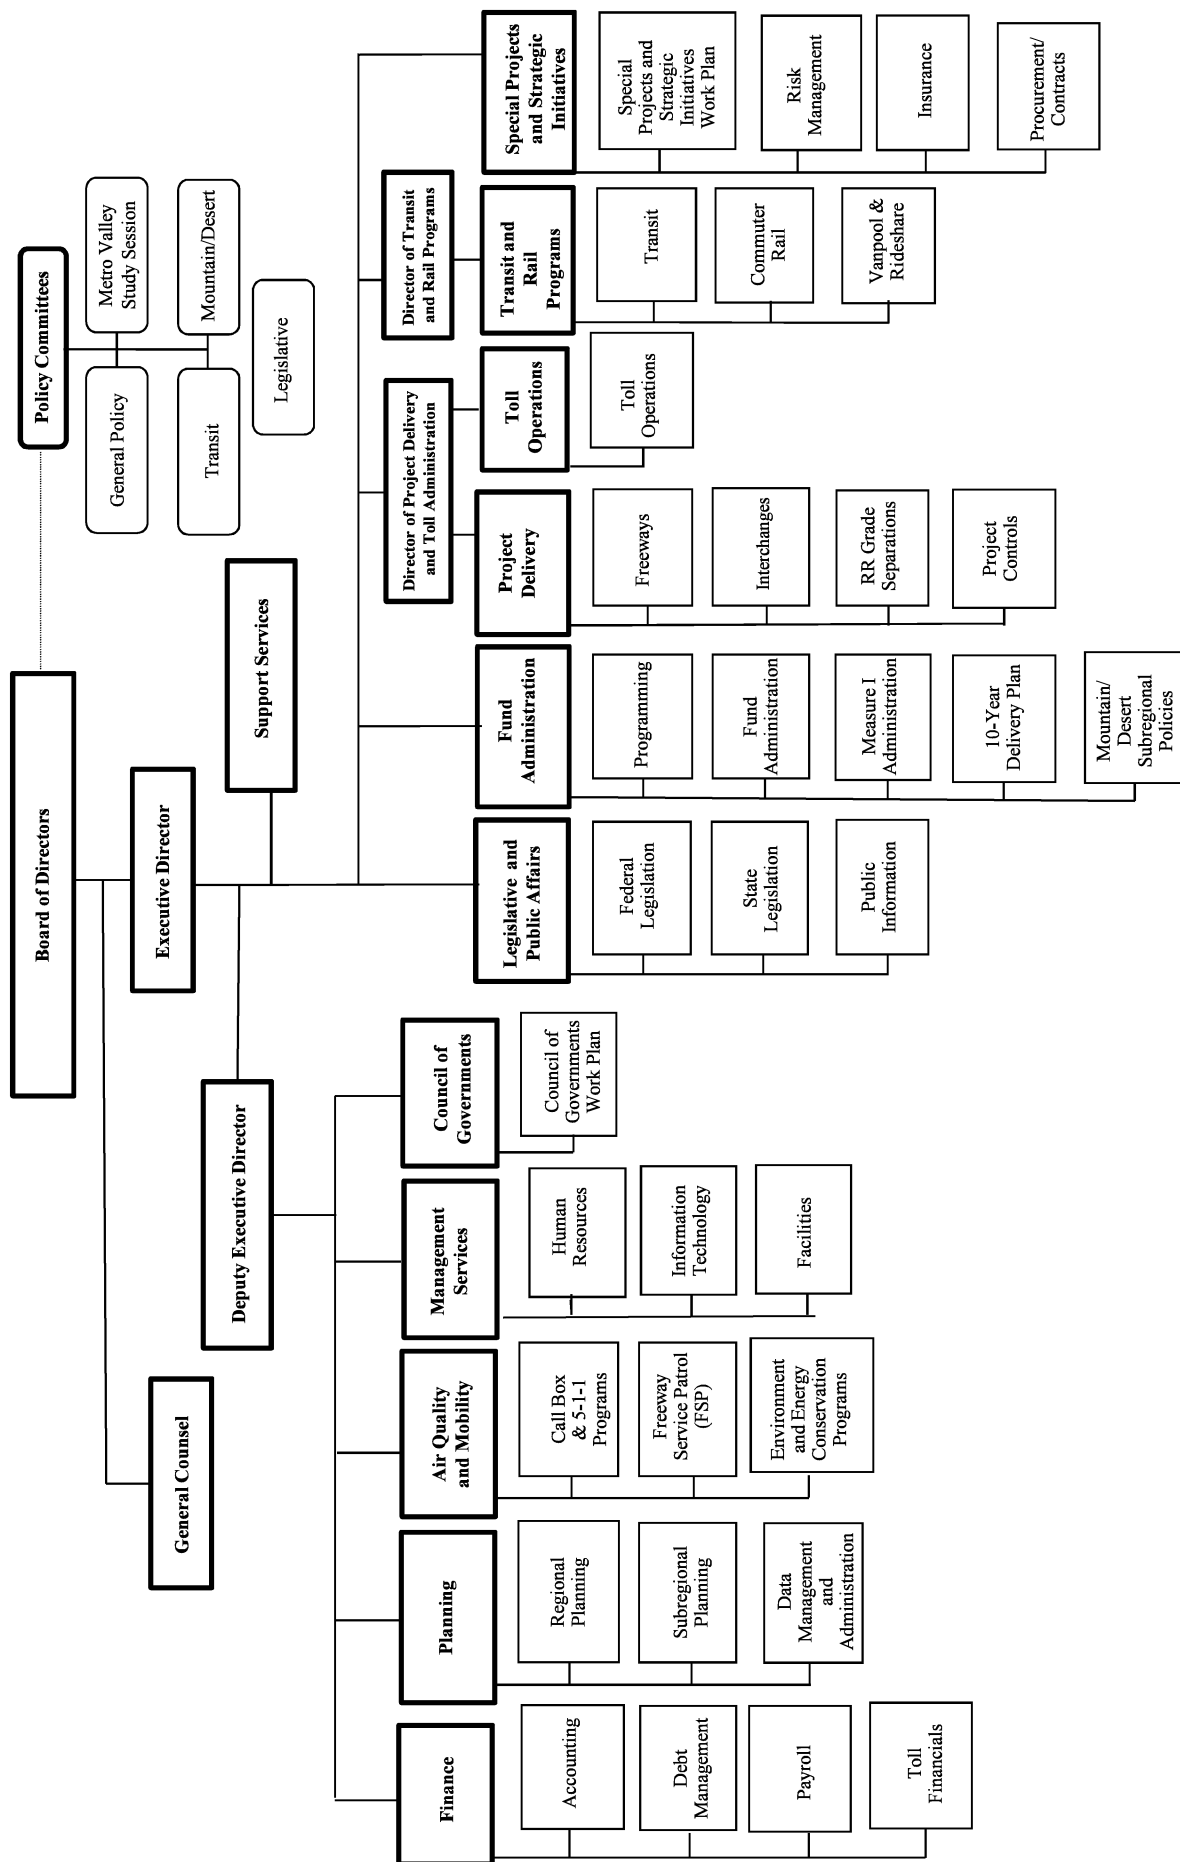 Board of Directors
Policy Committees
General Policy
Metro Valley
Study Session
Transit
Mountain/Desert
Legislative
General Counsel
Executive Director
Deputy Executive Director
Support Services
Director of Project Delivery
and Toll Administration
Director of Transit
and Rail Programs
Finance
Accounting
Debt
Management
Payroll
Toll
Financials
Planning
Regional
Planning
Subregional
Planning
Data
Management
and
Administration
Air Quality
and Mobility
Call Box
& 5-1-1
Programs
Freeway
Service Patrol
(FSP)
Environment
and Energy
Conservation
Programs
Management
Services
Human
Resources
Information
Technology
Facilities
Council of
Governments
Council of
Governments
Work Plan
Legislative and
Public Affairs
Federal
Legislation
State
Legislation
Public
Information
Fund
Administration
Programming
Fund
Administration
Measure I
Administration
10-Year
Delivery Plan
Mountain/
Desert
Subregional
Policies
Project
Delivery
Freeways
Interchanges
RR Grade
Separations
Project
Controls
Toll
Operations
Toll
Operations
Transit and
Rail
Programs
Transit
Commuter
Rail
Vanpool &
Rideshare
Special Projects
and Strategic
Initiatives
Special
Projects and
Strategic
Initiatives
Work Plan
Risk
Management
Insurance
Procurement/
Contracts